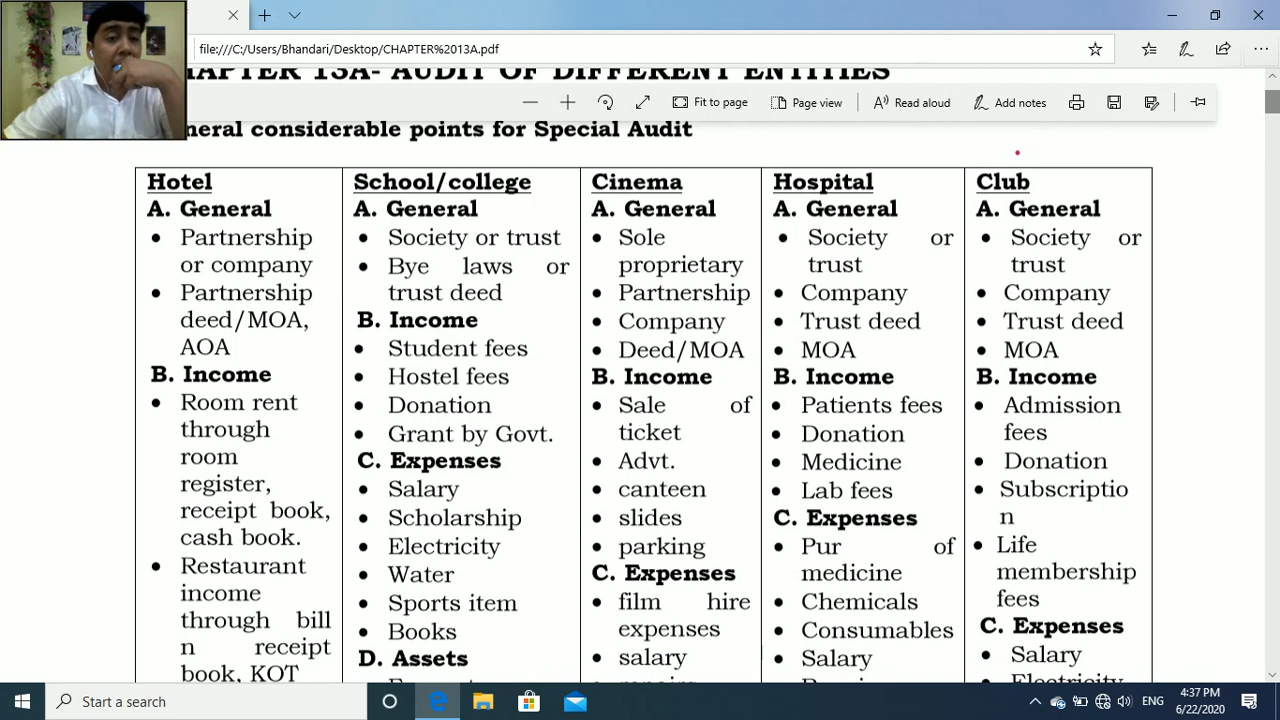 file:///C:/Users/Bhandari/Desktop/CHAPTER%2013A.pdf
13A- AUDIT OF DIFFERENT ENTITIES
Fit to page
Page view
Read aloud
Add notes
considerable points for Special Audit
Hotel
A. General
• Partnership
or company
• Partnership
deed/MOA,
AOA
B. Income
• Room rent
through
room
register,
receipt book,
cash book.
• Restaurant
income
through bill
n receipt
book, KOT
School/college
A. General
• Society or trust
• Bye laws or
trust deed
B. Income
• Student fees
• Hostel fees
• Donation
• Grant by Govt.
C. Expenses
• Salary
• Scholarship
• Electricity
• Water
• Sports item
• Books
D. Assets
Cinema
A. General
• Sole
proprietary
• Partnership
• Company
• Deed/MOA
B. Income
• Sale of
ticket
• Advt.
• canteen
• slides
• parking
C. Expenses
• film hire
expenses
• salary
Hospital
A. General
• Society or
trust
• Company
• Trust deed
• MOA
B. Income
• Patients fees
• Donation
• Medicine
• Lab fees
C. Expenses
• Pur of
medicine
• Chemicals
• Consumables
• Salary
Club
A. General
• Society or
trust
• Company
• Trust deed
• MOA
B. Income
• Admission
fees
• Donation
• Subscriptio
n
• Life
membership
fees
C. Expenses
• Salary
• Electricity
Start a search
ENG
4:37 PM
6/22/2020